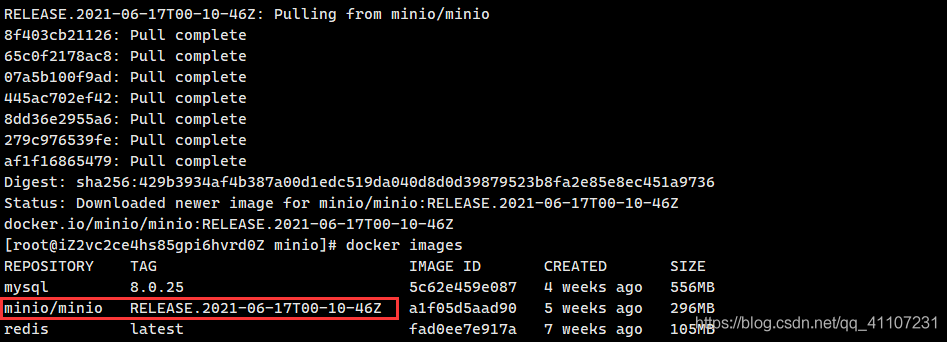 RELEASE.2021-06-17T00-10-46Z: Pulling from minio/minio
8f403cb21126: Pull complete
65c0f2178ac8: Pull complete
07a5b100f9ad: Pull complete
445ac702ef42: Pull complete
8dd36e2955a6: Pull complete
279c976539fe: Pull complete
af1f16865479: Pull complete
Digest: sha256:429b3934af4b387a00d1edc519da040d8d0d39879523b8fa2e85e8ec451a9736
Status: Downloaded newer image for minio/minio:RELEASE.2021-06-17T00-10-46Z
docker.io/minio/minio:RELEASE.2021-06-17T00-10-46Z
[root@iZ2vc2ce4hs85gpi6hvrd0Z minio]# docker images
REPOSITORY TAG IMAGE ID CREATED SIZE
mysql 8.0.25 5c62e459e087 4 weeks ago 556MB
minio/minio RELEASE.2021-06-17T00-10-46Z a1f05d5aad90 5 weeks ago 296MB
redis latest fad0ee7e917a 7 weeks ago 105MB
https://blog.csdn.net/qq_41107231